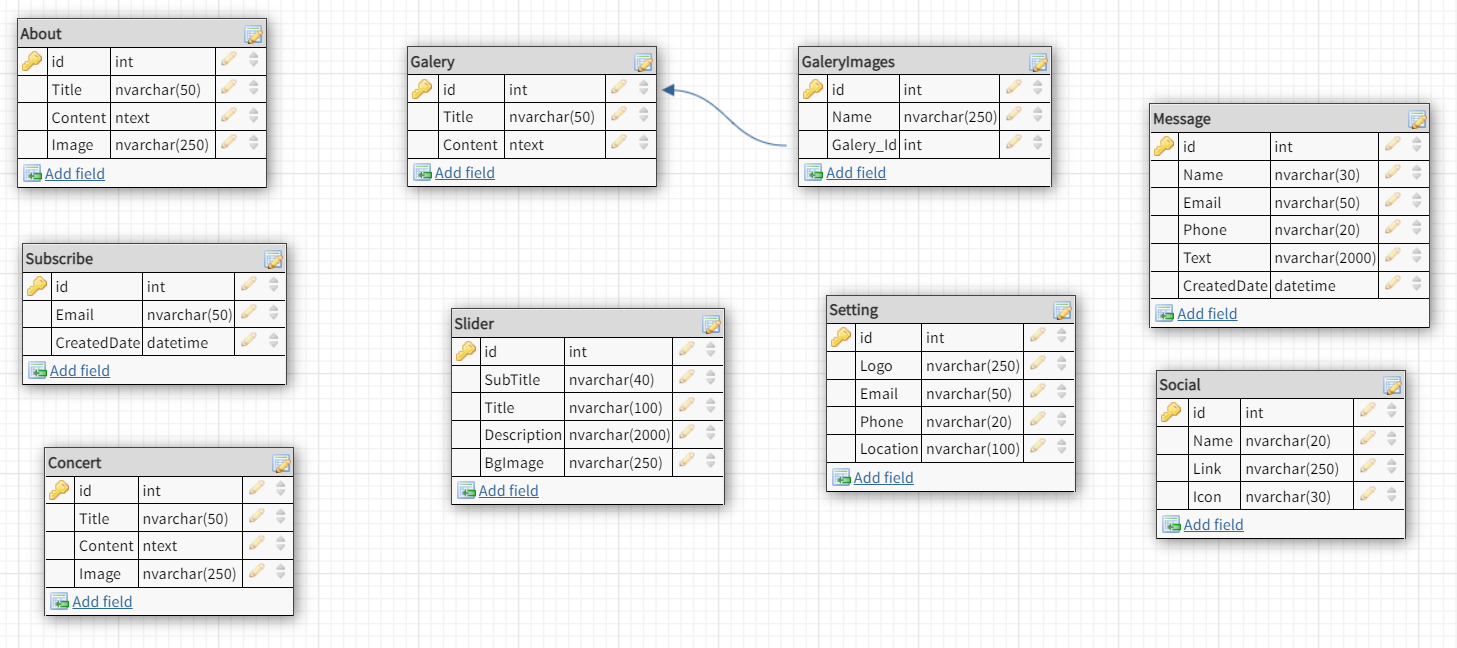 About
id int
Title nvarchar(50)
Content ntext
Image nvarchar(250)
Add field
Galery
id int
Title nvarchar(50)
Content ntext
Add field
GaleryImages
id int
Name nvarchar(250)
Galery_Id int
Add field
Message
id int
Name nvarchar(30)
Email nvarchar(50)
Phone nvarchar(20)
Text nvarchar(2000)
CreatedDate datetime
Add field
Subscribe
id int
Email nvarchar(50)
CreatedDate datetime
Add field
Slider
id int
SubTitle nvarchar(40)
Title nvarchar(100)
Description nvarchar(2000)
BgImage nvarchar(250)
Add field
Setting
id int
Logo nvarchar(250)
Email nvarchar(50)
Phone nvarchar(20)
Location nvarchar(100)
Add field
Social
id int
Name nvarchar(20)
Link nvarchar(250)
Icon nvarchar(30)
Add field
Concert
id int
Title nvarchar(50)
Content ntext
Image nvarchar(250)
Add field